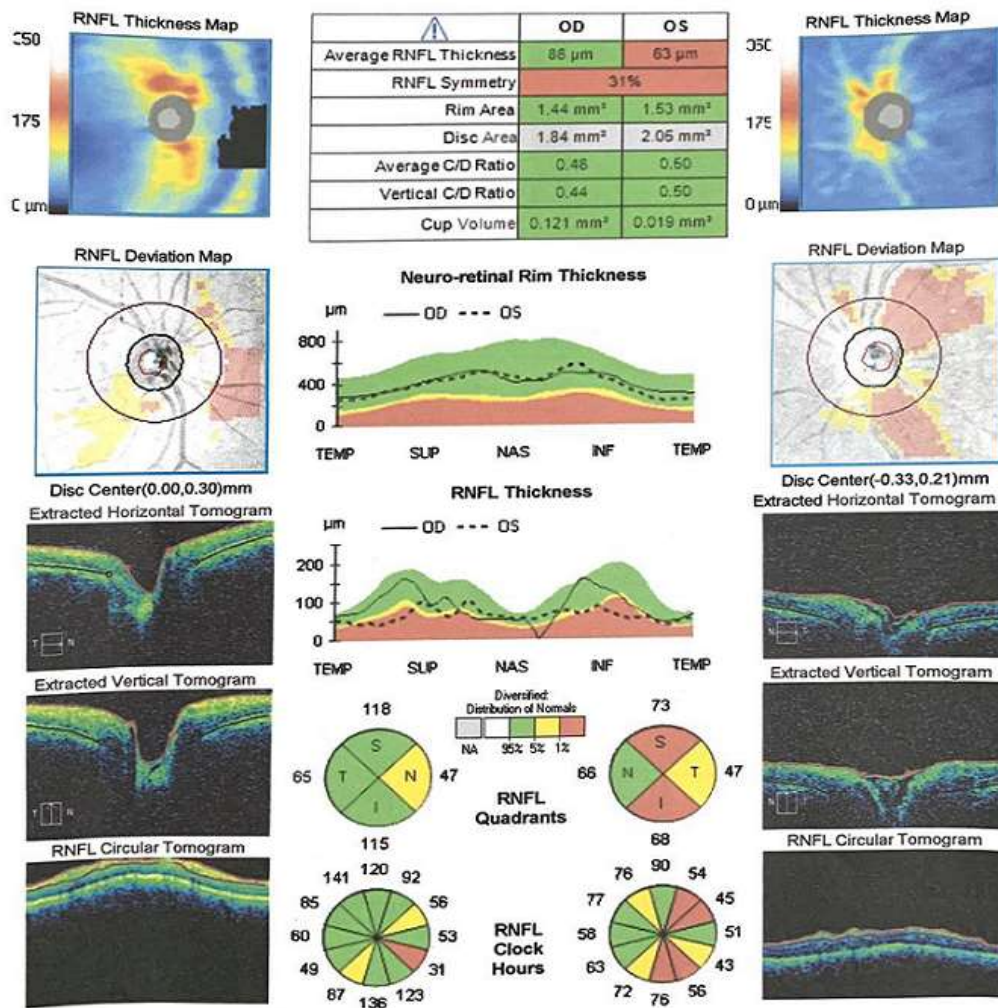 RNFL Thickness Map
350
175
0 µm
OD OS
Average RNFL Thickness 86 µm 63 µm
RNFL Symmetry 31%
Rim Area 1.44 mm² 1.53 mm²
Disc Area 1.84 mm² 2.05 mm²
Average C/D Ratio 0.46 0.50
Vertical C/D Ratio 0.44 0.50
Cup Volume 0.121 mm³ 0.019 mm³
RNFL Thickness Map
350
175
0 µm
RNFL Deviation Map
Disc Center(0.00,0.30)mm
Neuro-retinal Rim Thickness
µm OD OS
800
400
0
TEMP SUP NAS INF TEMP
RNFL Deviation Map
Disc Center(-0.33,0.21)mm
Extracted Horizontal Tomogram
T N
RNFL Thickness
µm OD OS
200
100
0
TEMP SUP NAS INF TEMP
Extracted Horizontal Tomogram
N T
Extracted Vertical Tomogram
T N
Diversified:
Distribution of Normals
NA 95% 5% 1%
118
S
65 T N 47
I
115
RNFL
Quadrants
73
S
66 N T 47
I
68
Extracted Vertical Tomogram
N T
RNFL Circular Tomogram
120
141 92
85 56
60 53
49 31
87 123
136
RNFL
Clock
Hours
90
76 54
77 45
58 51
63 43
72 56
76
RNFL Circular Tomogram